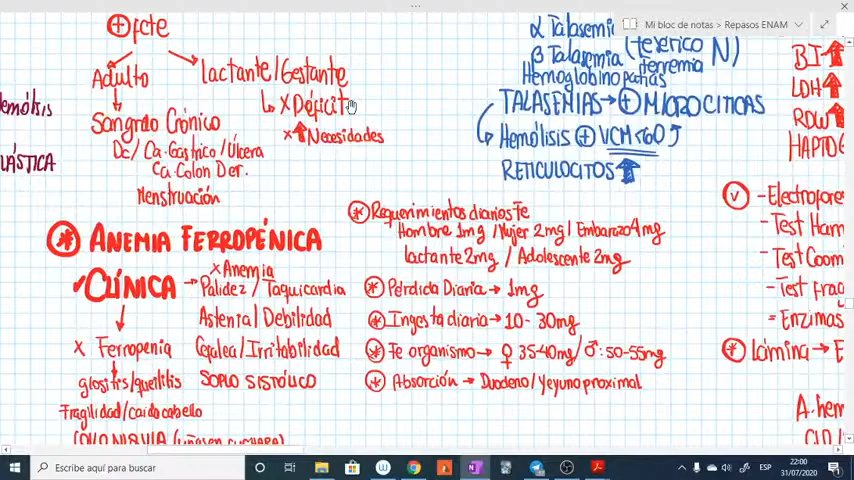 Mi bloc de notas > Repasos ENAM
⊕fcte
Adulto
Lactante/Gestante
x Déficit
x ↑ Necesidades
Sangrado Crónico
Dc/Ca-Gástrico/Úlcera
Ca-Colon Der.
Menstruación
ANEMIA FERROPÉNICA
CLÍNICA
x Anemia
Palidez / Taquicardia
Astenia/Debilidad
Cefalea/Irritabilidad
SOPLO SISTÓLICO
x Ferropenia
glositis/queilitis
Fragilidad/caída cabello
α Talasemia
β Talasemia
Hemoglobinopatías
(ferérico N)
ferremia
TALASEMIAS→⊕ MICROCITICAS
Hemólisis ⊕ VCM<60
RETICULOCITOS ↑
* Requerimientos diarios Fe
Hombre 1mg / Mujer 2mg / Embarazo 4mg
lactante 2mg / Adolescente 2mg
* Pérdida Diaria → 1mg
* Ingesta diaria → 10-30mg
* Fe organismo → ♀ 35-40mg / ♂: 50-55mg
* Absorción → Duodeno/Yeyuno proximal
BI ↑
LDH ↑
RDW ↑
HAPTO
V
- Electrofore
- Test Ham
- Test Coom
- Test frag
= Enzimas
* Lámina → E
A. hem
Escribe aquí para buscar
ESP
22:00
31/07/2020